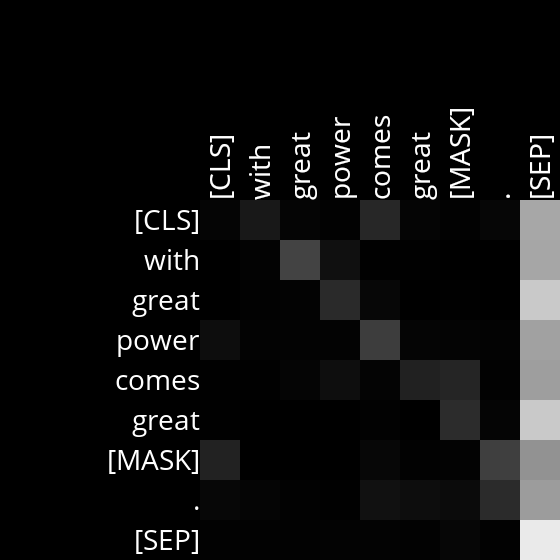 [CLS] with great power comes great [MASK] . [SEP]
[CLS]
with
great
power
comes
great
[MASK]
.
[SEP]